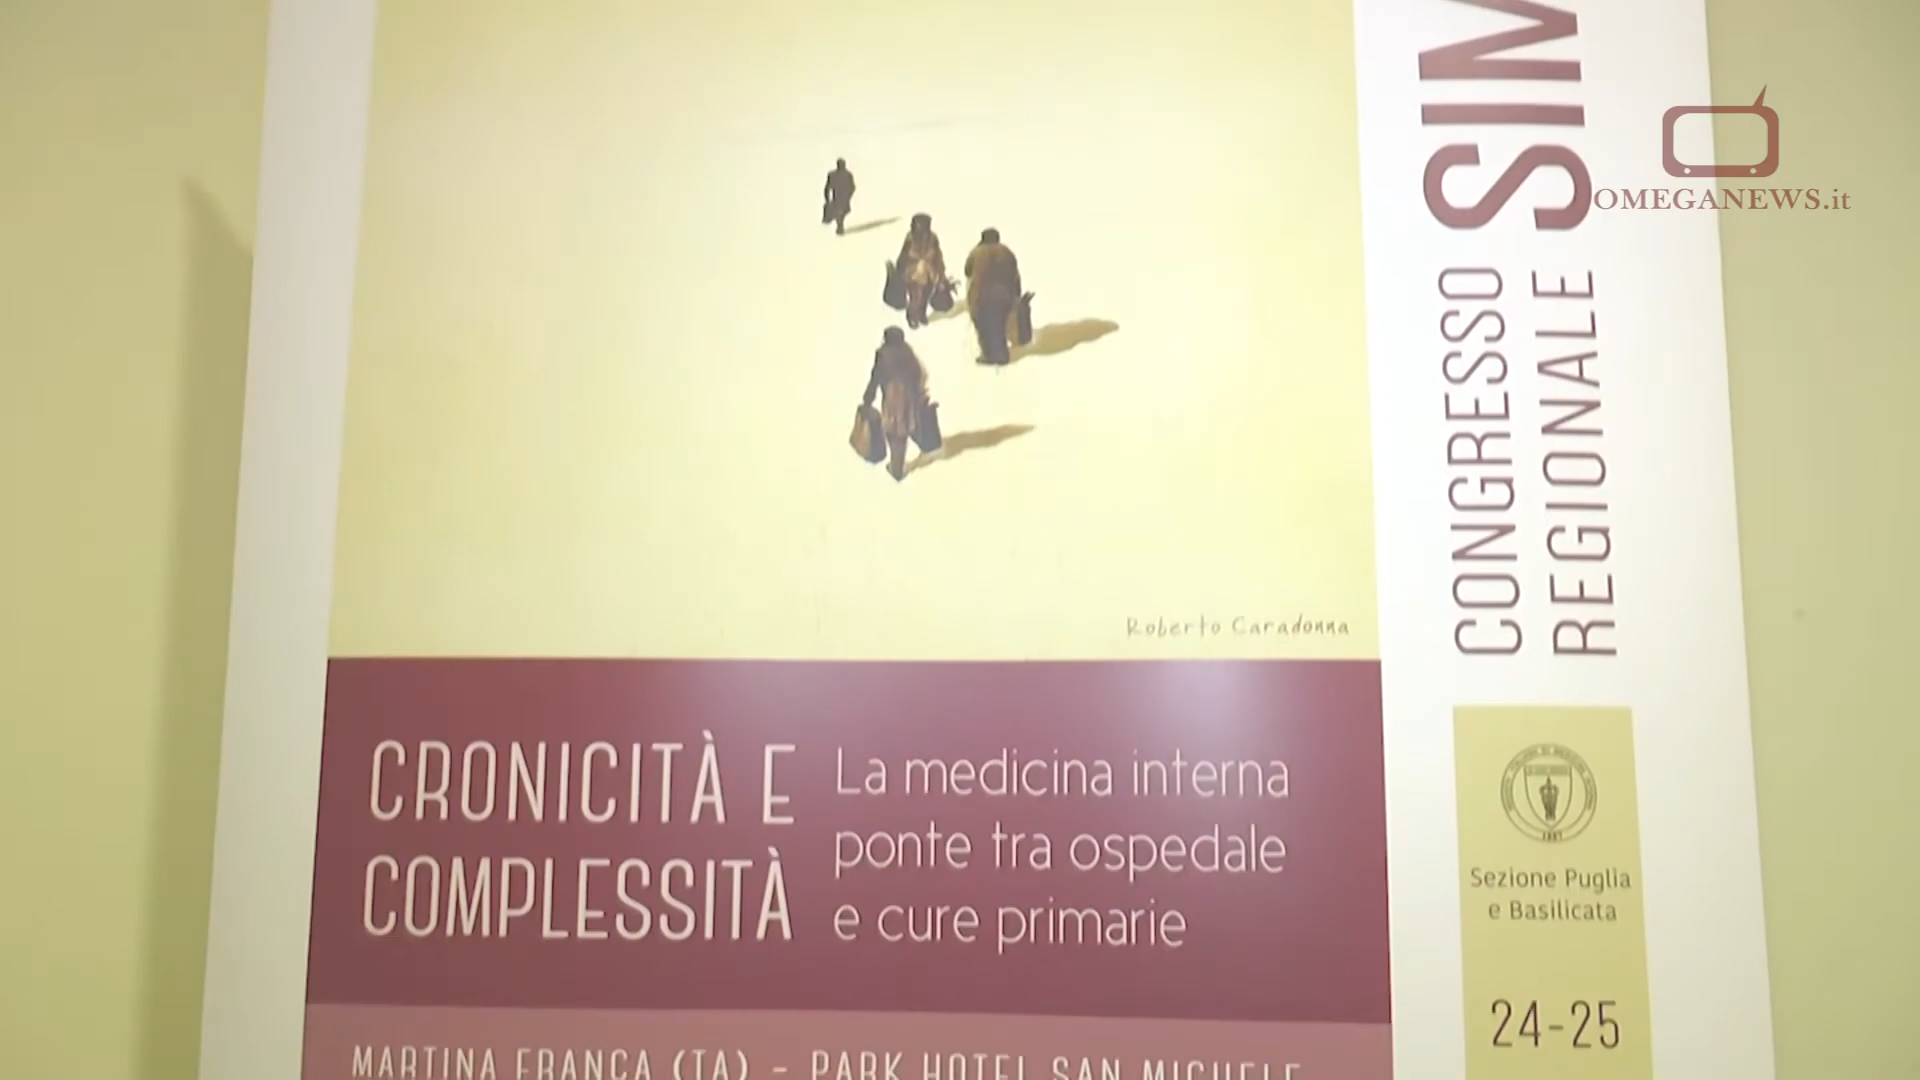 CONGRESSO SIM
REGIONALE
OMEGANEWS.it
Roberto Caradonna
CRONICITÀ E
COMPLESSITÀ
La medicina interna
ponte tra ospedale
e cure primarie
Sezione Puglia
e Basilicata
24-25
MARTINA FRANCA (TA) - PARK HOTEL SAN MICHELE